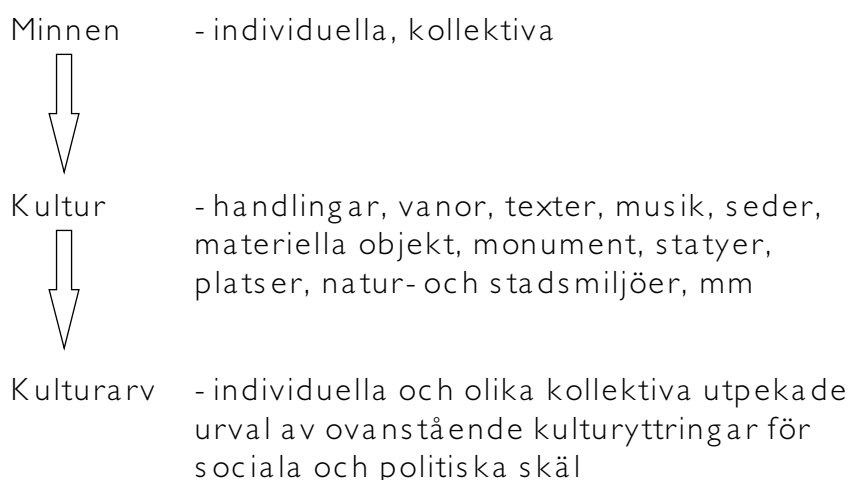 Minnen - individuella, kollektiva
Kultur - handlingar, vanor, texter, musik, seder,
materiella objekt, monument, statyer,
platser, natur- och stadsmiljöer, mm
Kulturarv - individuella och olika kollektiva utpekade
urval av ovanstående kulturyttringar för
sociala och politiska skäl